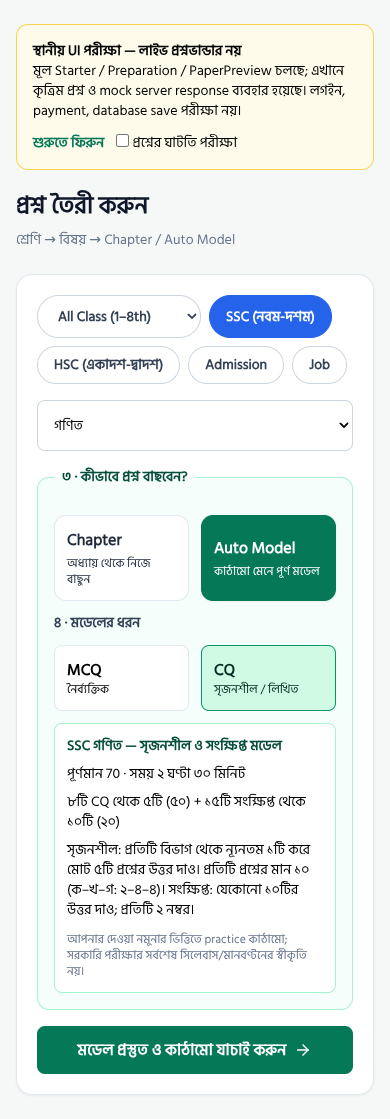 স্থানীয় UI পরীক্ষা — লাইভ প্রশ্নভান্ডার নয়
মূল Starter / Preparation / PaperPreview চলছে; এখানে
কৃত্রিম প্রশ্ন ও mock server response ব্যবহার হয়েছে। লগইন,
payment, database save পরীক্ষা নয়।
শুরুতে ফিরুন প্রশ্নের ঘাটতি পরীক্ষা
প্রশ্ন তৈরী করুন
শ্রেণি → বিষয় → Chapter / Auto Model
All Class (1–8th) SSC (নবম-দশম)
HSC (একাদশ-দ্বাদশ) Admission Job
গণিত
৩ · কীভাবে প্রশ্ন বাছবেন?
Chapter
অধ্যায় থেকে নিজে
বাছুন
Auto Model
কাঠামো মেনে পূর্ণ মডেল
৪ · মডেলের ধরন
MCQ
নৈর্ব্যক্তিক
CQ
সৃজনশীল / লিখিত
SSC গণিত — সৃজনশীল ও সংক্ষিপ্ত মডেল
পূর্ণমান 70 · সময় ২ ঘণ্টা ৩০ মিনিট
৮টি CQ থেকে ৫টি (৫০) + ১৫টি সংক্ষিপ্ত থেকে
১০টি (২০)
সৃজনশীল: প্রতিটি বিভাগ থেকে ন্যূনতম ১টি করে
মোট ৫টি প্রশ্নের উত্তর দাও। প্রতিটি প্রশ্নের মান ১০
(ক–খ–গ: ২–৪–৪)। সংক্ষিপ্ত: যেকোনো ১০টির
উত্তর দাও; প্রতিটি ২ নম্বর।
আপনার দেওয়া নমুনার ভিত্তিতে practice কাঠামো;
সরকারি পরীক্ষার সর্বশেষ সিলেবাস/মানবণ্টনের স্বীকৃতি
নয়।
মডেল প্রস্তুত ও কাঠামো যাচাই করুন →